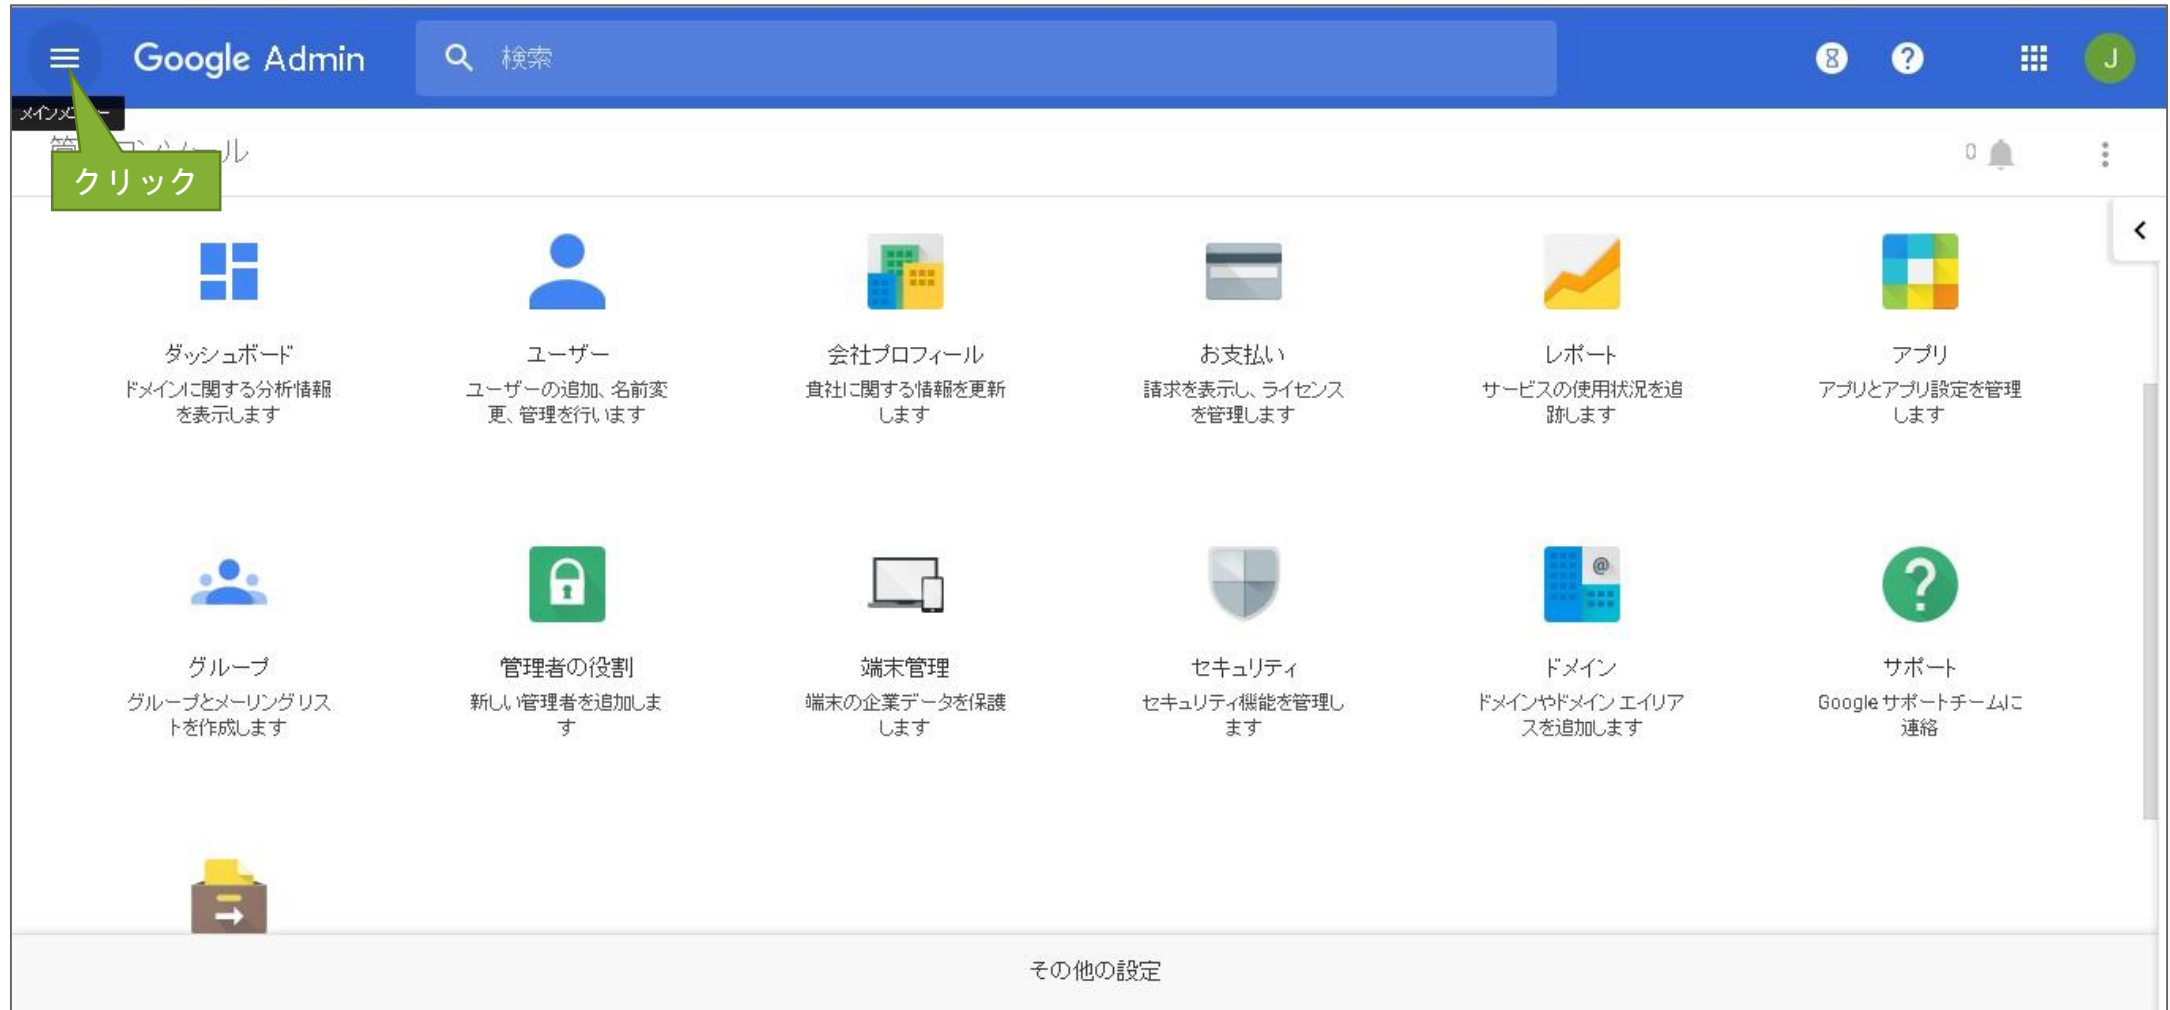 Google Admin
検索
J
クリック
0
ダッシュボード
ドメインに関する分析情報
を表示します
ユーザー
ユーザーの追加、名前変
更、管理を行います
会社プロフィール
貴社に関する情報を更新
します
お支払い
請求を表示し、ライセンス
を管理します
レポート
サービスの使用状況を追
跡します
アプリ
アプリとアプリ設定を管理
します
グループ
グループとメーリングリス
トを作成します
管理者の役割
新しい管理者を追加しま
す
端末管理
端末の企業データを保護
します
セキュリティ
セキュリティ機能を管理し
ます
@
ドメイン
ドメインやドメイン エイリア
スを追加します
サポート
Google サポートチームに
連絡
その他の設定